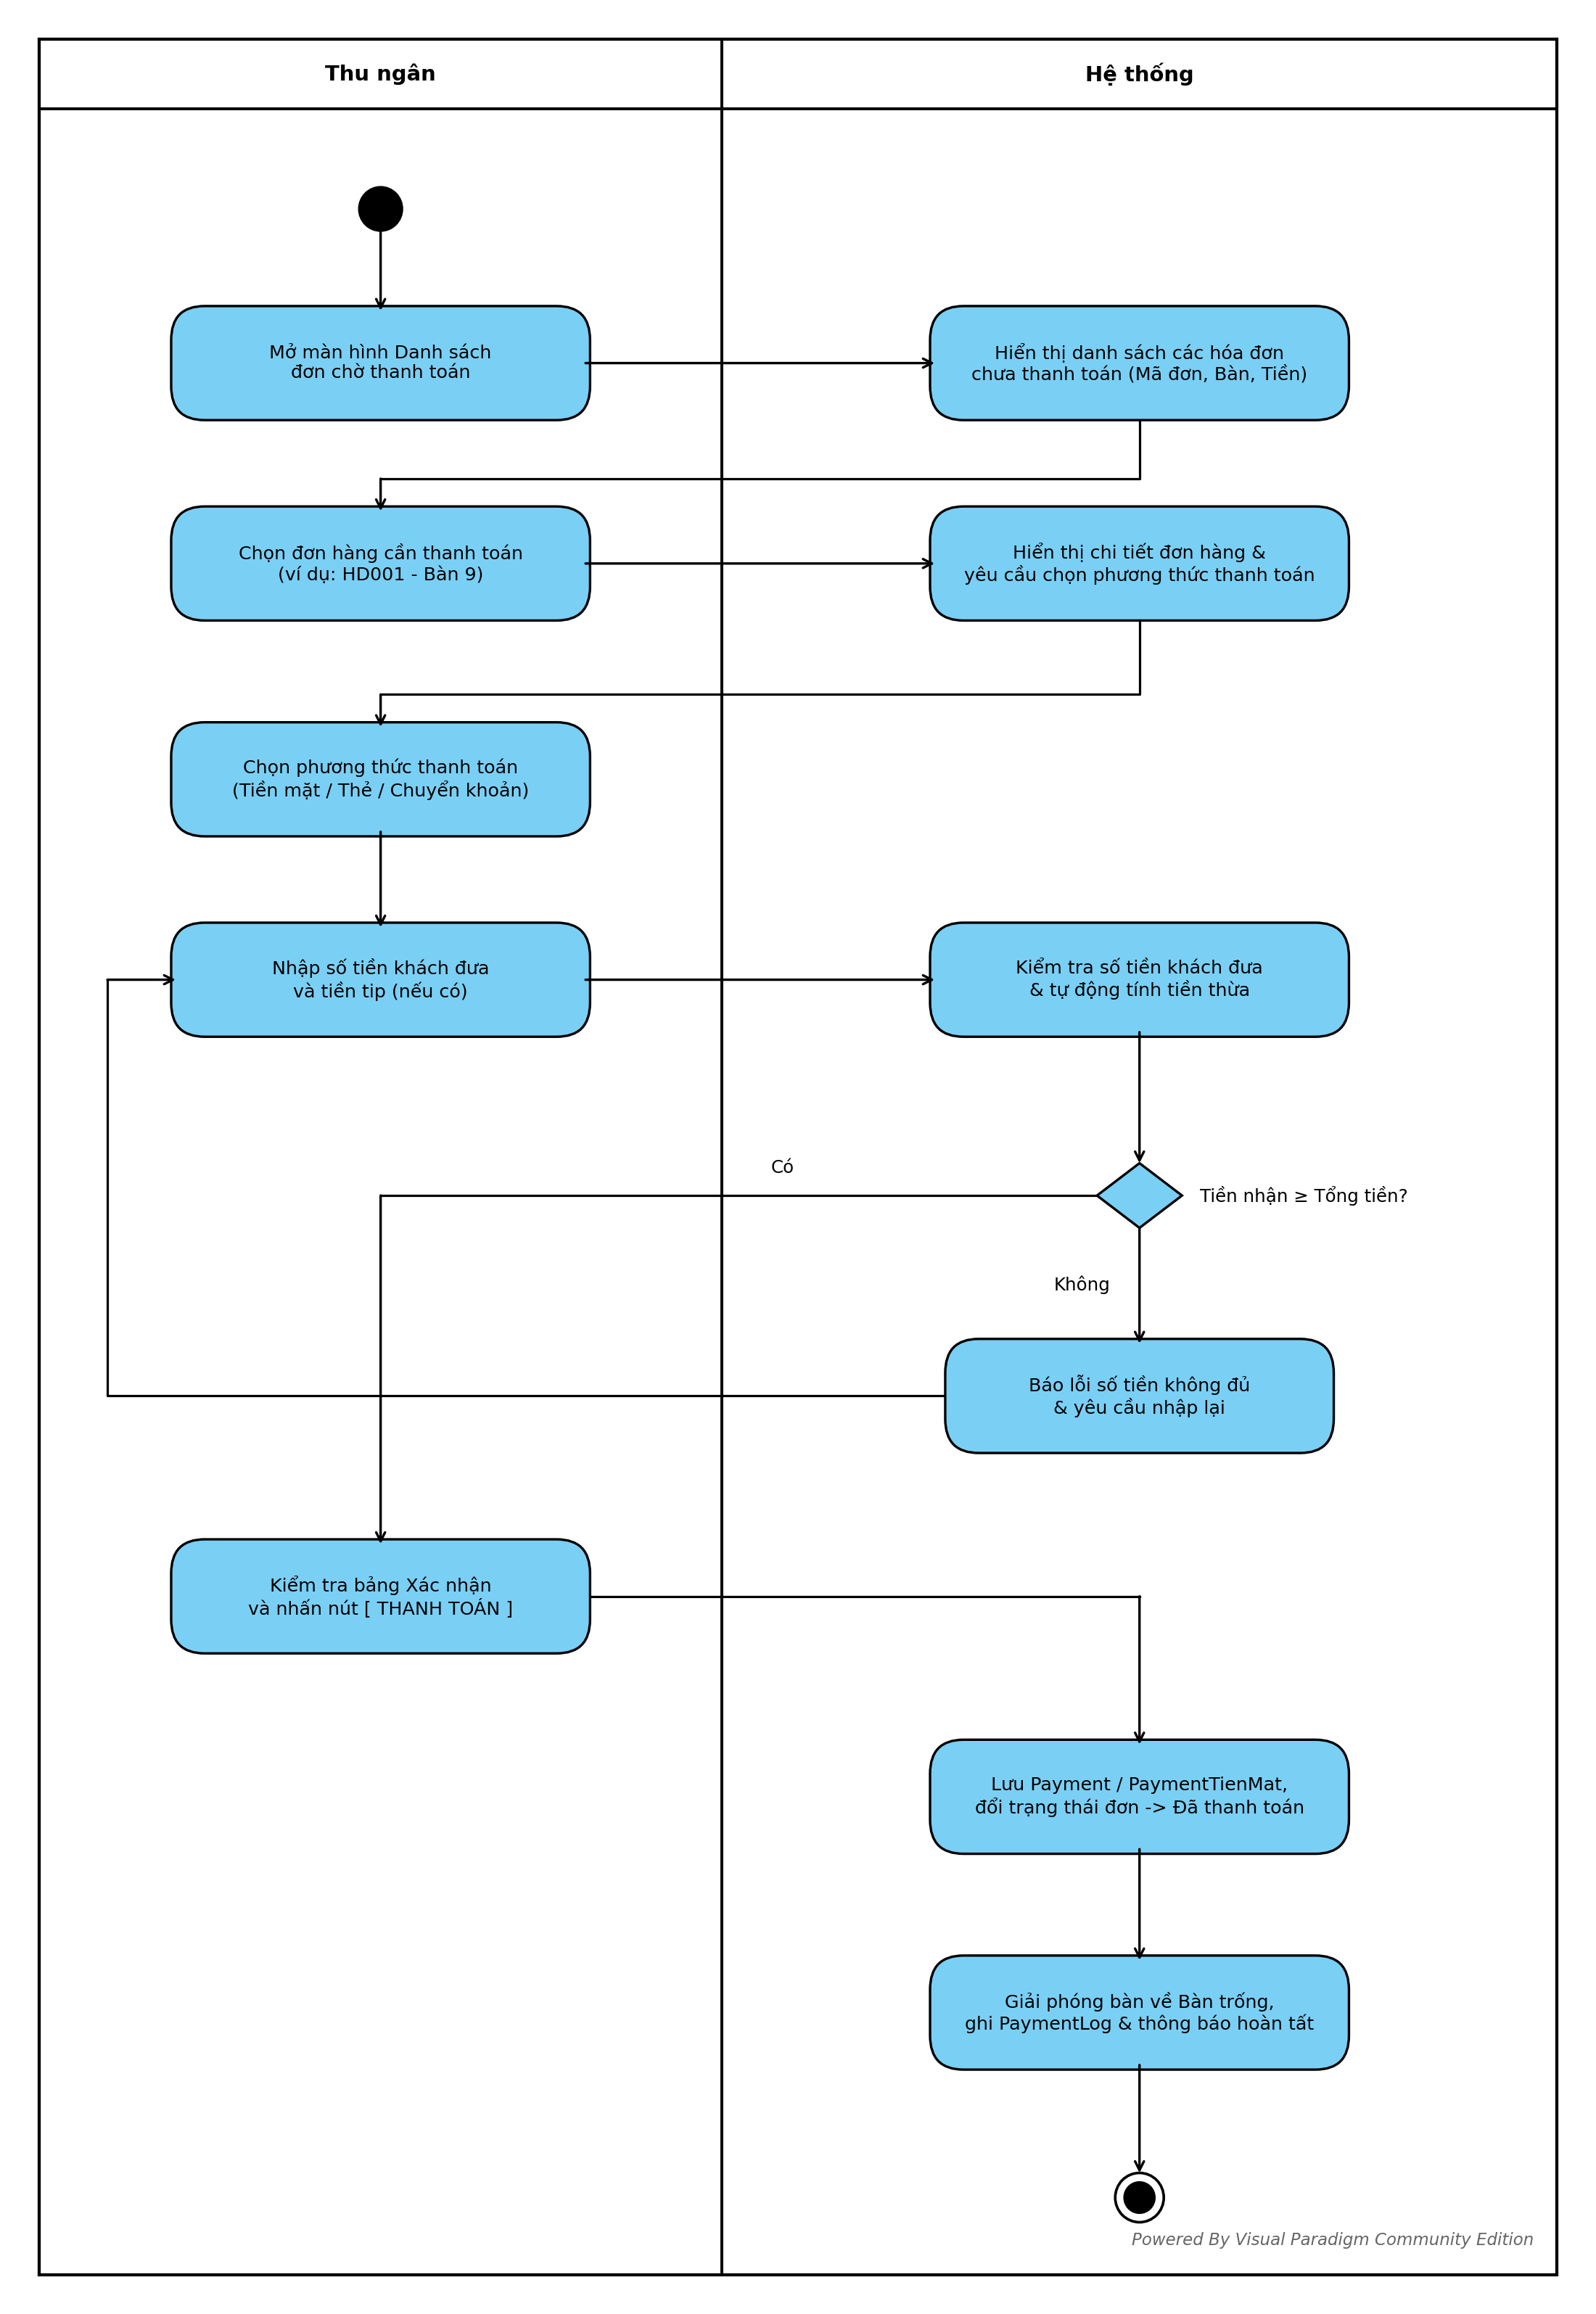 Thu ngân
Hệ thống
Mở màn hình Danh sách
đơn chờ thanh toán
Hiển thị danh sách các hóa đơn
chưa thanh toán (Mã đơn, Bàn, Tiền)
Chọn đơn hàng cần thanh toán
(ví dụ: HD001 - Bàn 9)
Hiển thị chi tiết đơn hàng &
yêu cầu chọn phương thức thanh toán
Chọn phương thức thanh toán
(Tiền mặt / Thẻ / Chuyển khoản)
Nhập số tiền khách đưa
và tiền tip (nếu có)
Kiểm tra số tiền khách đưa
& tự động tính tiền thừa
Có
Tiền nhận ≥ Tổng tiền?
Không
Báo lỗi số tiền không đủ
& yêu cầu nhập lại
Kiểm tra bảng Xác nhận
và nhấn nút [ THANH TOÁN ]
Lưu Payment / PaymentTienMat,
đổi trạng thái đơn -> Đã thanh toán
Giải phóng bàn về Bàn trống,
ghi PaymentLog & thông báo hoàn tất
Powered By Visual Paradigm Community Edition